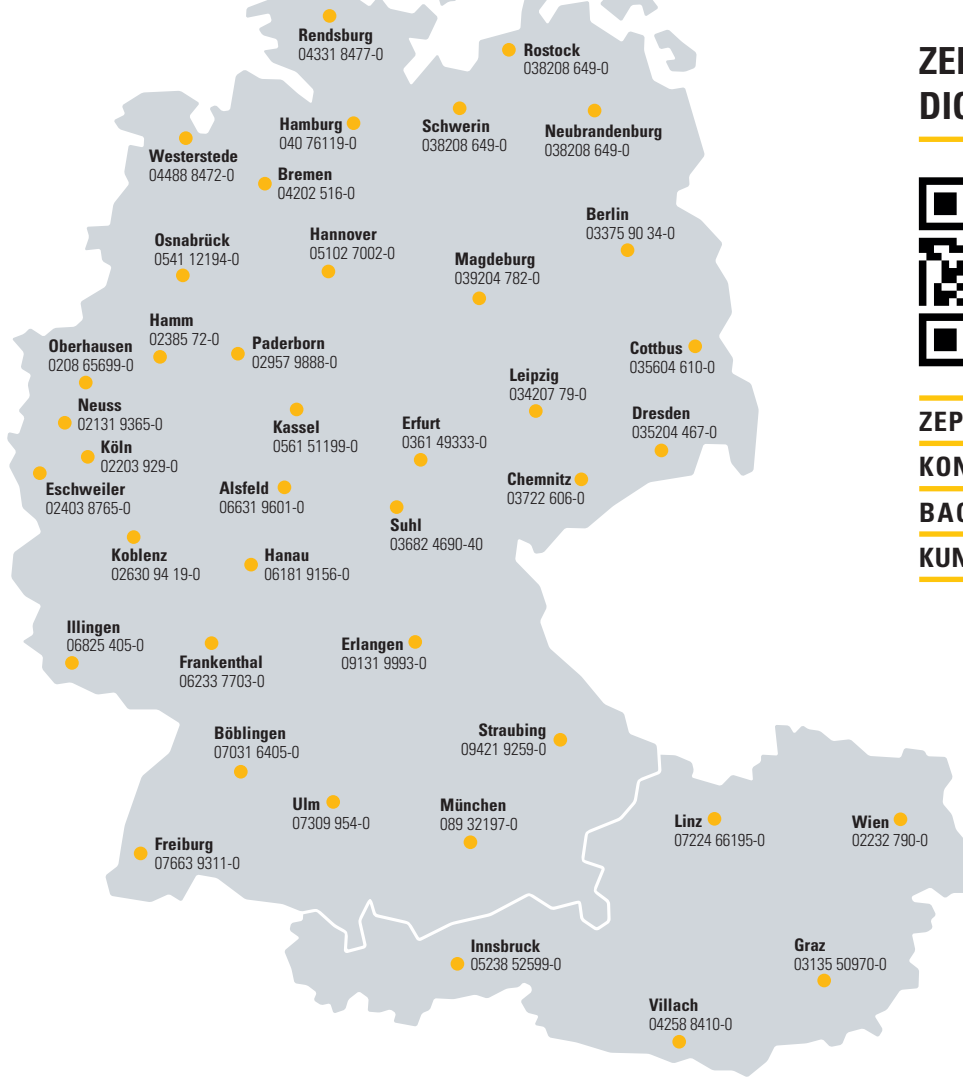 Rendsburg
04331 8477-0
Rostock
038208 649-0
Hamburg
040 76119-0
Schwerin
038208 649-0
Neubrandenburg
038208 649-0
Westerstede
04488 8472-0
Bremen
04202 516-0
Berlin
03375 90 34-0
Osnabrück
0541 12194-0
Hannover
05102 7002-0
Magdeburg
039204 782-0
Hamm
02385 72-0
Oberhausen
0208 65699-0
Paderborn
02957 9888-0
Cottbus
035604 610-0
Leipzig
034207 79-0
Neuss
02131 9365-0
Kassel
0561 51199-0
Erfurt
0361 49333-0
Dresden
035204 467-0
Köln
02203 929-0
Eschweiler
02403 8765-0
Alsfeld
06631 9601-0
Chemnitz
03722 606-0
Suhl
03682 4690-40
Koblenz
02630 94 19-0
Hanau
06181 9156-0
Illingen
06825 405-0
Frankenthal
06233 7703-0
Erlangen
09131 9993-0
Böblingen
07031 6405-0
Straubing
09421 9259-0
Ulm
07309 954-0
München
089 32197-0
Linz
07224 66195-0
Wien
02232 790-0
Freiburg
07663 9311-0
Innsbruck
05238 52599-0
Graz
03135 50970-0
Villach
04258 8410-0
ZEP
KON
KUN